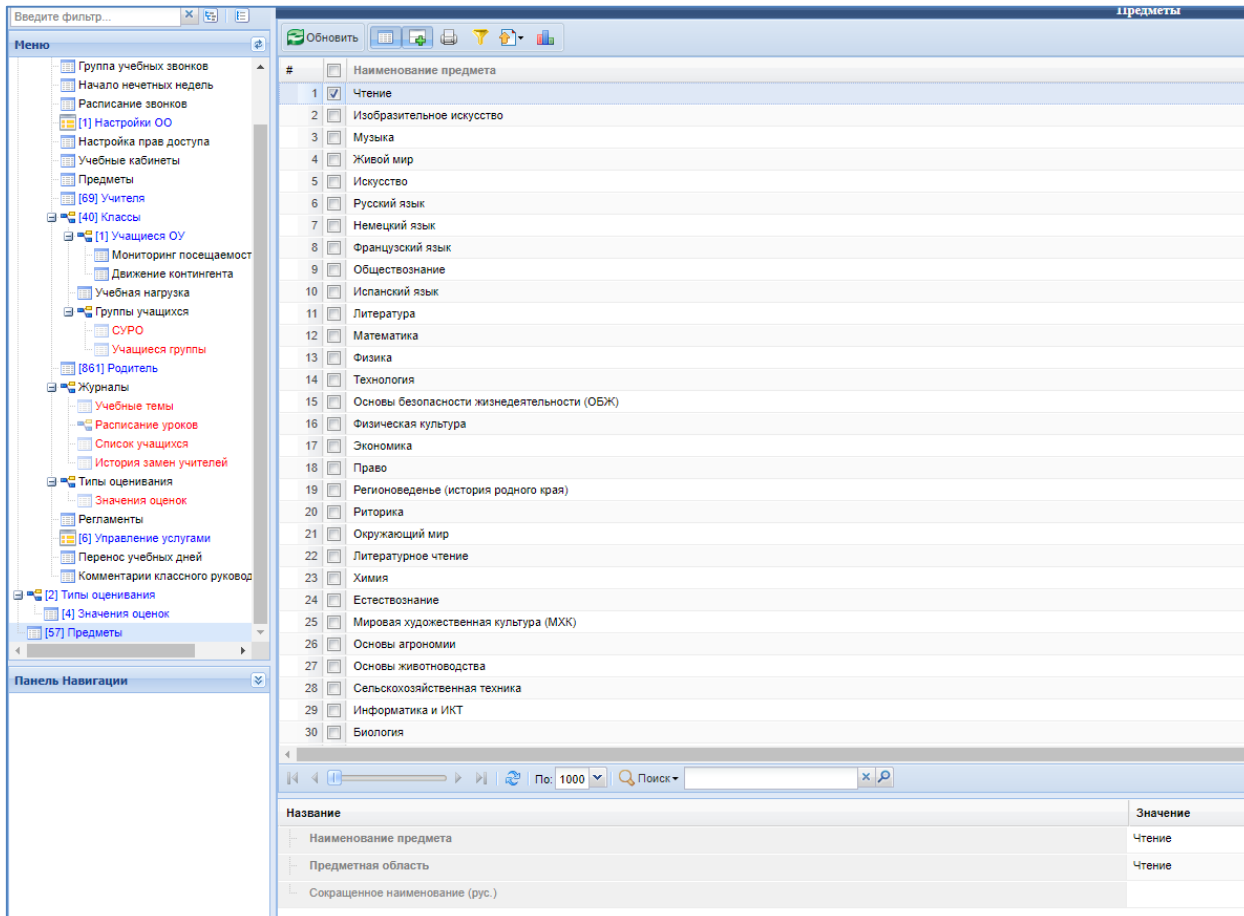 Введите фильтр...
Меню
Группа учебных звонков
Начало нечетных недель
Расписание звонков
[1] Настройки ОО
Настройка прав доступа
Учебные кабинеты
Предметы
[69] Учителя
[40] Классы
[1] Учащиеся ОУ
Мониторинг посещаемост
Движение контингента
Учебная нагрузка
Группы учащихся
СУРО
Учащиеся группы
[861] Родитель
Журналы
Учебные темы
Расписание уроков
Список учащихся
История замен учителей
Типы оценивания
Значения оценок
Регламенты
[6] Управление услугами
Перенос учебных дней
Комментарии классного руковод
[2] Типы оценивания
[4] Значения оценок
[57] Предметы
Панель Навигации
Предметы
Обновить
# Наименование предмета
1 Чтение
2 Изобразительное искусство
3 Музыка
4 Живой мир
5 Искусство
6 Русский язык
7 Немецкий язык
8 Французский язык
9 Обществознание
10 Испанский язык
11 Литература
12 Математика
13 Физика
14 Технология
15 Основы безопасности жизнедеятельности (ОБЖ)
16 Физическая культура
17 Экономика
18 Право
19 Регионоведенье (история родного края)
20 Риторика
21 Окружающий мир
22 Литературное чтение
23 Химия
24 Естествознание
25 Мировая художественная культура (МХК)
26 Основы агрономии
27 Основы животноводства
28 Сельскохозяйственная техника
29 Информатика и ИКТ
30 Биология
По: 1000 Поиск
Название Значение
Наименование предмета Чтение
Предметная область Чтение
Сокращенное наименование (рус.)